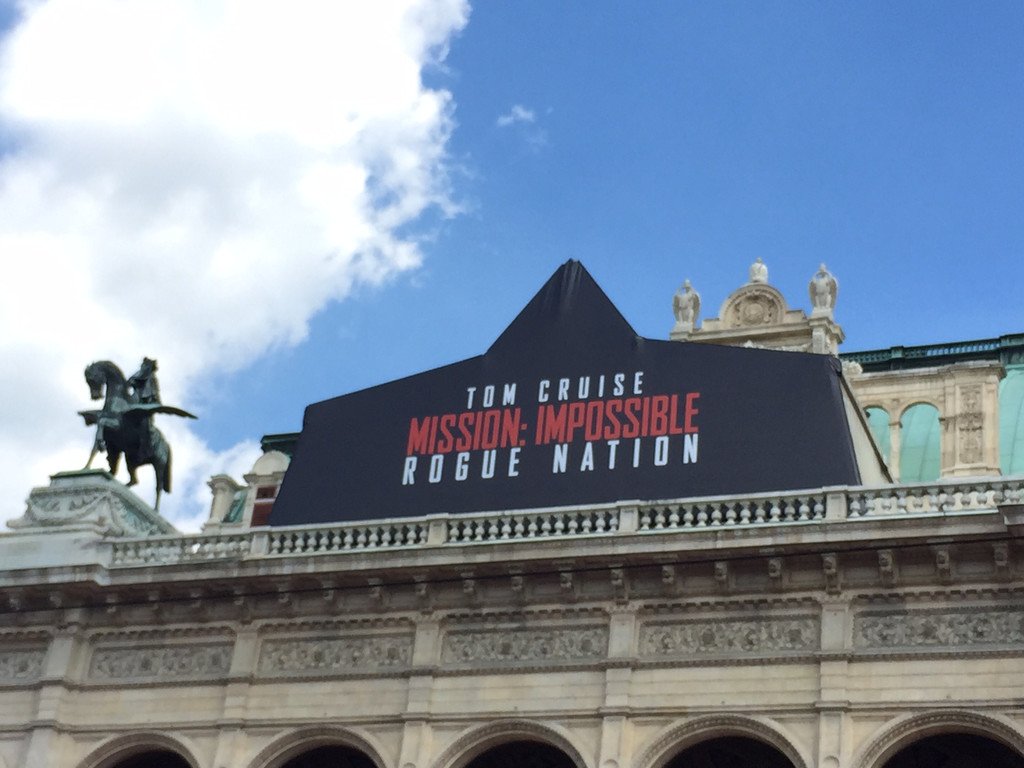 TOM CRUISE
MISSION: IMPOSSIBLE
ROGUE NATION